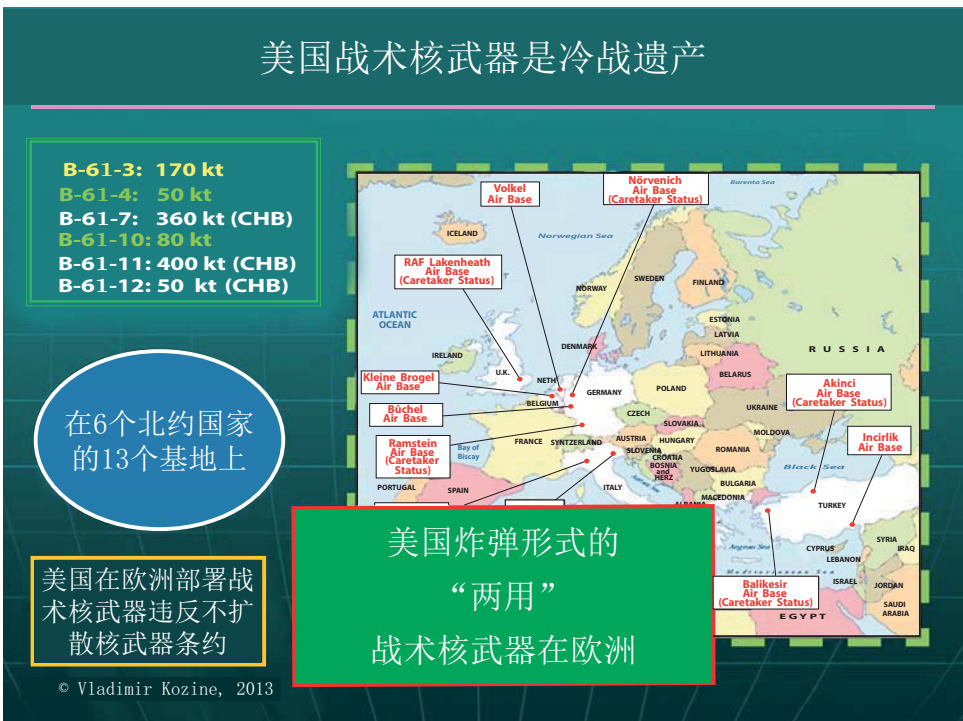 美国战术核武器是冷战遗产
B-61-3: 170 kt
B-61-4: 50 kt
B-61-7: 360 kt (CHB)
B-61-10: 80 kt
B-61-11: 400 kt (CHB)
B-61-12: 50 kt (CHB)
在6个北约国家
的13个基地上
美国在欧洲部署战
术核武器违反不扩
散核武器条约
© Vladimir Kozine, 2013
Barents Sea
Volkel
Air Base
Nörvenich
Air Base
(Caretaker Status)
ICELAND
Norwegian Sea
RAF Lakenheath
Air Base
(Caretaker Status)
SWEDEN
FINLAND
NORWAY
ATLANTIC
OCEAN
ESTONIA
LATVIA
DENMARK
LITHUANIA
RUSSIA
IRELAND
U.K.
NETH
BELARUS
Kleine Brogel
Air Base
BELGIUM
GERMANY
POLAND
Akinci
Air Base
(Caretaker Status)
Büchel
Air Base
CZECH
UKRAINE
SLOVAKIA
MOLDOVA
Ramstein
Air Base
(Caretaker
Status)
Bay of
Biscay
FRANCE
SYNTZERLAND
AUSTRIA
HUNGARY
SLOVENIA
CROATIA
ROMANIA
Incirlik
Air Base
BOSNIA
and
HERZ
YUGOSLAVIA
Black Sea
PORTUGAL
SPAIN
ITALY
BULGARIA
MACEDONIA
TURKEY
Aegean Sea
CYPRUS
SYRIA
IRAQ
LEBANON
Mediterranean Sea
ISRAEL
JORDAN
Balikesir
Air Base
(Caretaker Status)
SAUDI
ARABIA
EGYPT
美国炸弹形式的
“两用”
战术核武器在欧洲